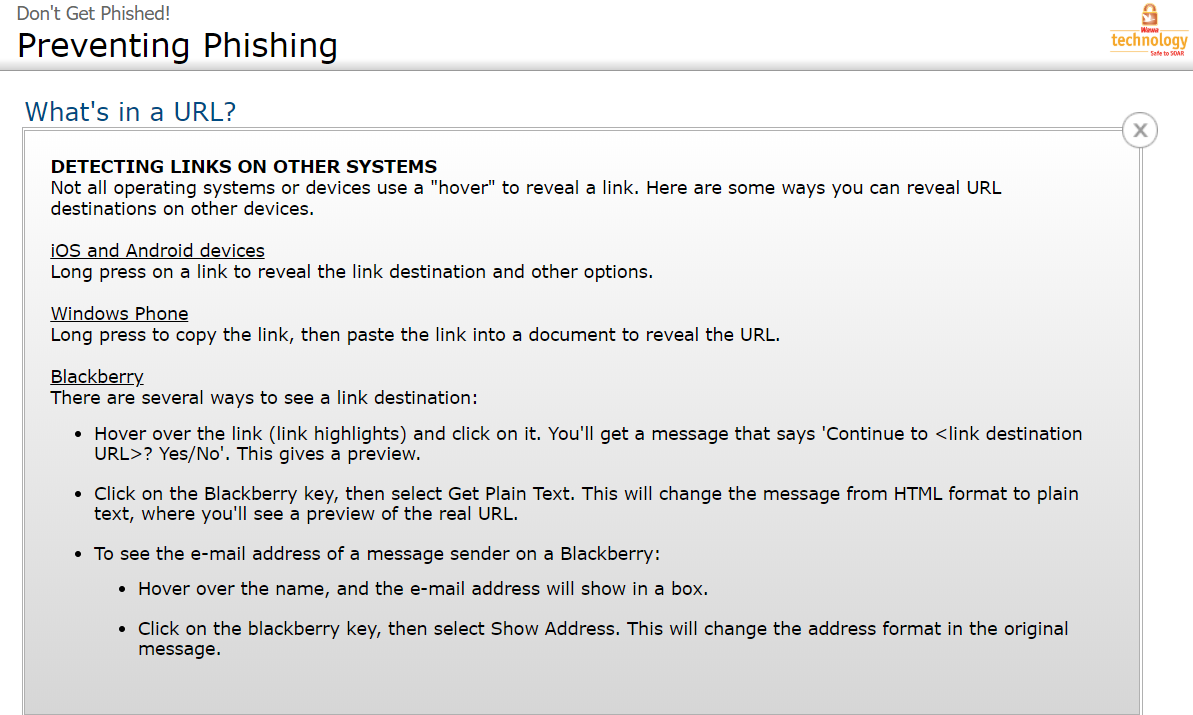 Don't Get Phished!
Preventing Phishing
Wawa
technology
Safe to SOAR
What's in a URL?
X
DETECTING LINKS ON OTHER SYSTEMS
Not all operating systems or devices use a "hover" to reveal a link. Here are some ways you can reveal URL
destinations on other devices.
iOS and Android devices
Long press on a link to reveal the link destination and other options.
Windows Phone
Long press to copy the link, then paste the link into a document to reveal the URL.
Blackberry
There are several ways to see a link destination:
• Hover over the link (link highlights) and click on it. You'll get a message that says 'Continue to <link destination
URL>? Yes/No'. This gives a preview.
• Click on the Blackberry key, then select Get Plain Text. This will change the message from HTML format to plain
text, where you'll see a preview of the real URL.
• To see the e-mail address of a message sender on a Blackberry:
• Hover over the name, and the e-mail address will show in a box.
• Click on the blackberry key, then select Show Address. This will change the address format in the original
message.